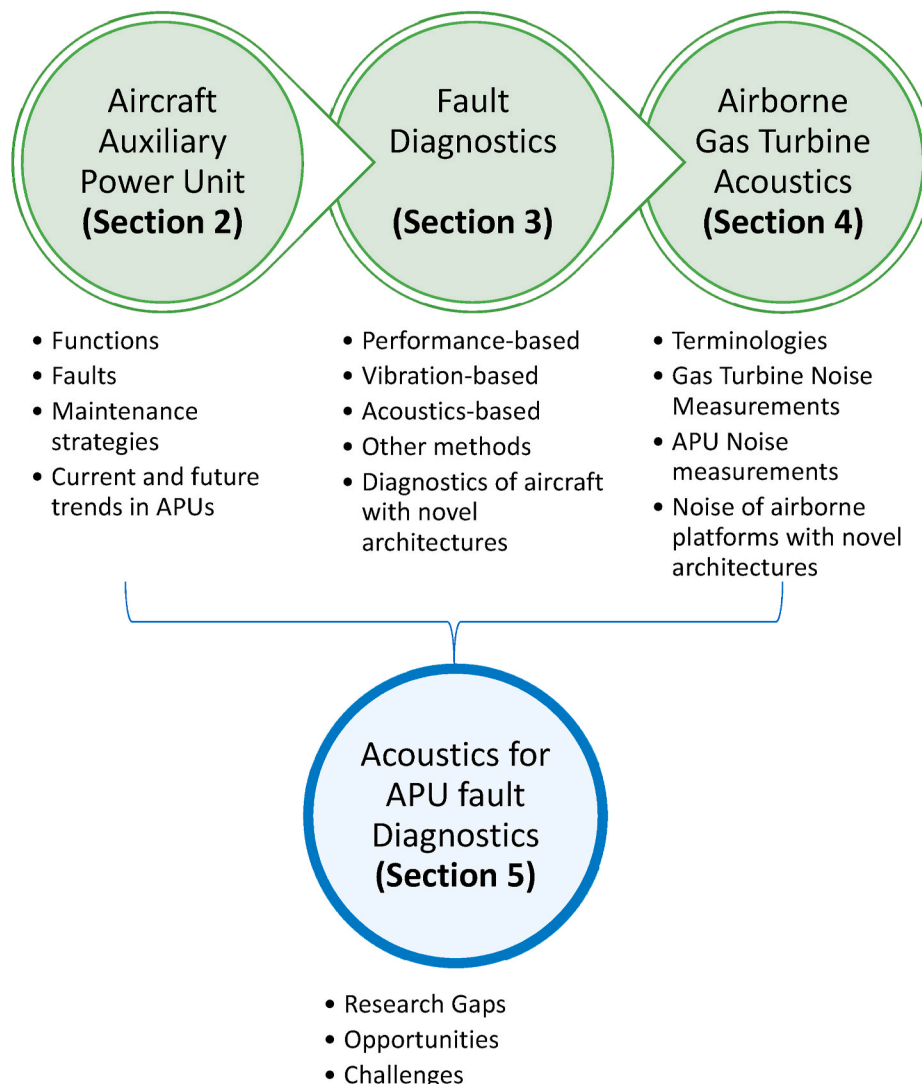 Aircraft
Auxiliary
Power Unit
(Section 2)
Fault
Diagnostics
(Section 3)
Airborne
Gas Turbine
Acoustics
(Section 4)
• Functions
• Faults
• Maintenance
strategies
• Current and future
trends in APUs
• Performance-based
• Vibration-based
• Acoustics-based
• Other methods
• Diagnostics of aircraft
with novel
architectures
• Terminologies
• Gas Turbine Noise
Measurements
• APU Noise
measurements
• Noise of airborne
platforms with novel
architectures
Acoustics for
APU fault
Diagnostics
(Section 5)
• Research Gaps
• Opportunities
• Challenges